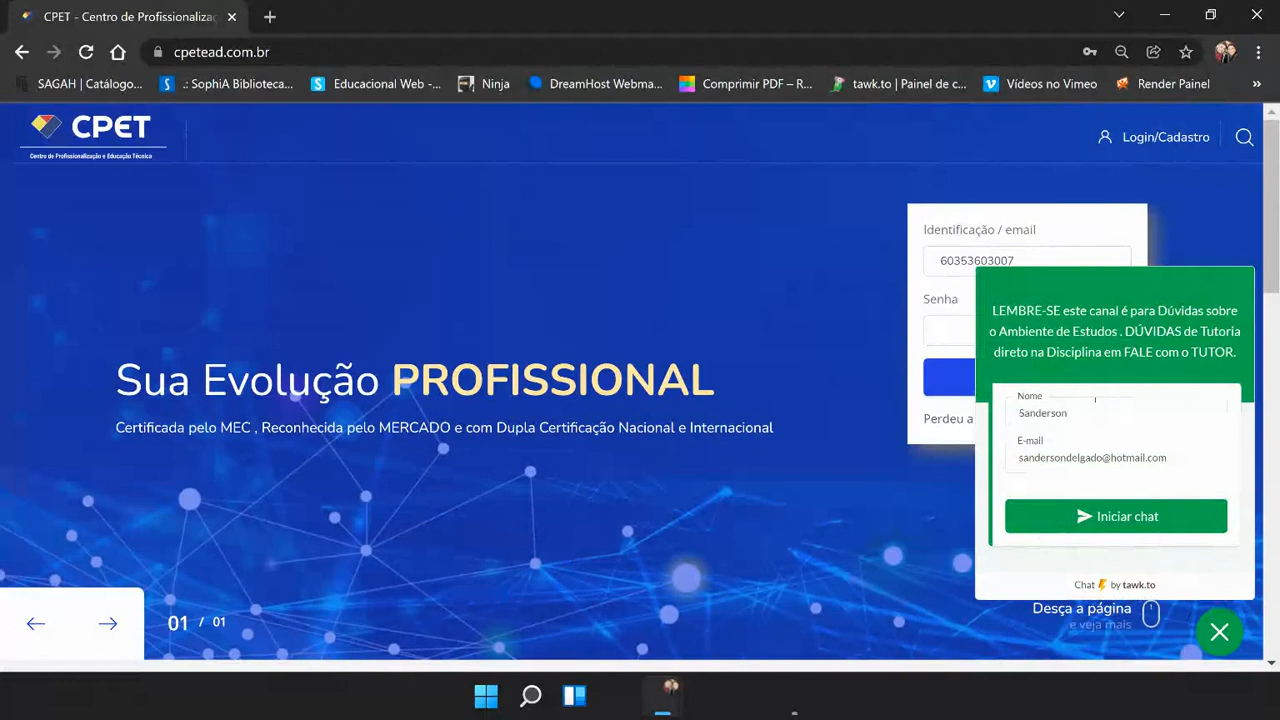 CPET - Centro de Profissionalizaç
cpetead.com.br
SAGAH | Catálogo...
.: SophiA Biblioteca...
Educacional Web -...
Ninja
DreamHost Webma...
Comprimir PDF – R...
tawk.to | Painel de c...
Vídeos no Vimeo
Render Painel
»
CPET
Centro de Profissionalização e Educação Técnica
Login/Cadastro
Identificação / email
60353603007
Senha
Perdeu a
LEMBRE-SE este canal é para Dúvidas sobre
o Ambiente de Estudos . DÚVIDAS de Tutoria
direto na Disciplina em FALE com o TUTOR.
Nome
Sanderson
E-mail
sandersondelgado@hotmail.com
Iniciar chat
Chat by tawk.to
Sua Evolução PROFISSIONAL
Certificada pelo MEC , Reconhecida pelo MERCADO e com Dupla Certificação Nacional e Internacional
01 / 01
Desça a página
e veja mais